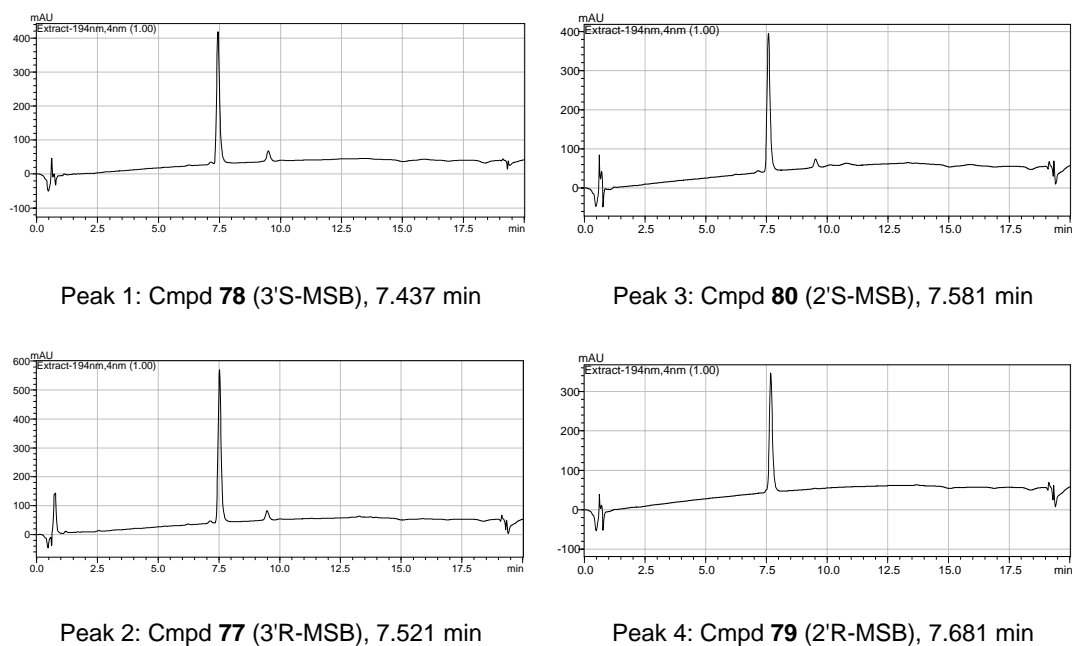 mAU
Extract-194nm,4nm (1.00)
400
300
200
100
0
-100
0.0 2.5 5.0 7.5 10.0 12.5 15.0 17.5 min
Peak 1: Cmpd 78 (3'S-MSB), 7.437 min
mAU
Extract-194nm,4nm (1.00)
400
300
200
100
0
0.0 2.5 5.0 7.5 10.0 12.5 15.0 17.5 min
Peak 3: Cmpd 80 (2'S-MSB), 7.581 min
mAU
Extract-194nm,4nm (1.00)
600
500
400
300
200
100
0
0.0 2.5 5.0 7.5 10.0 12.5 15.0 17.5 min
Peak 2: Cmpd 77 (3'R-MSB), 7.521 min
mAU
Extract-194nm,4nm (1.00)
300
200
100
0
-100
0.0 2.5 5.0 7.5 10.0 12.5 15.0 17.5 min
Peak 4: Cmpd 79 (2'R-MSB), 7.681 min